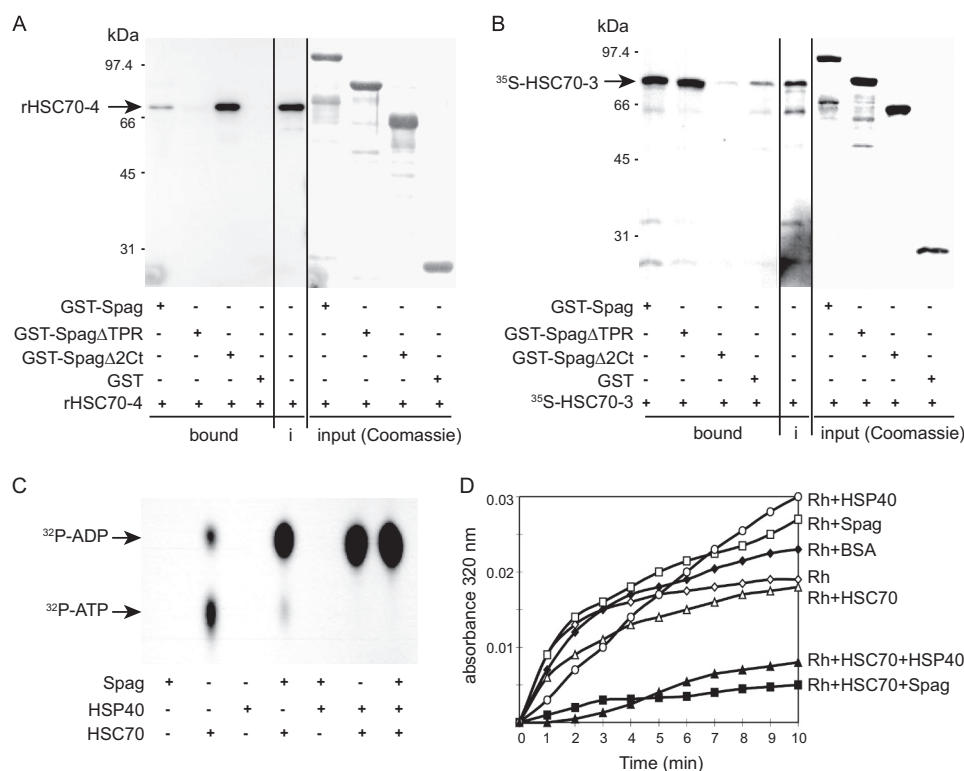 A
kDa
97.4 -
rHSC70-4
66
45 -
31 -
GST-Spag + - - - + - - -
GST-SpagΔTPR - + - - - + - -
GST-SpagΔ2Ct - - + - - - + -
GST - - - + - - - - +
rHSC70-4 + + + + + + + + +
bound i input (Coomassie)
B
kDa
97.4 -
35S-HSC70-3
66 -
45 -
31 -
GST-Spag + - - - - + - - -
GST-SpagΔTPR - + - - - - + - -
GST-SpagΔ2Ct - - + - - - - + -
GST - - - + - - - - +
35S-HSC70-3 + + + + + + + + +
bound i input (Coomassie)
C
32P-ADP
32P-ATP
Spag + - - + + - +
HSP40 - - + - + + +
HSC70 - + - + - + +
D
absorbance 320 nm
0.03
0.02
0.01
0 1 2 3 4 5 6 7 8 9 10
Time (min)
Rh+HSP40
Rh+Spag
Rh+BSA
Rh
Rh+HSC70
Rh+HSC70+HSP40
Rh+HSC70+Spag